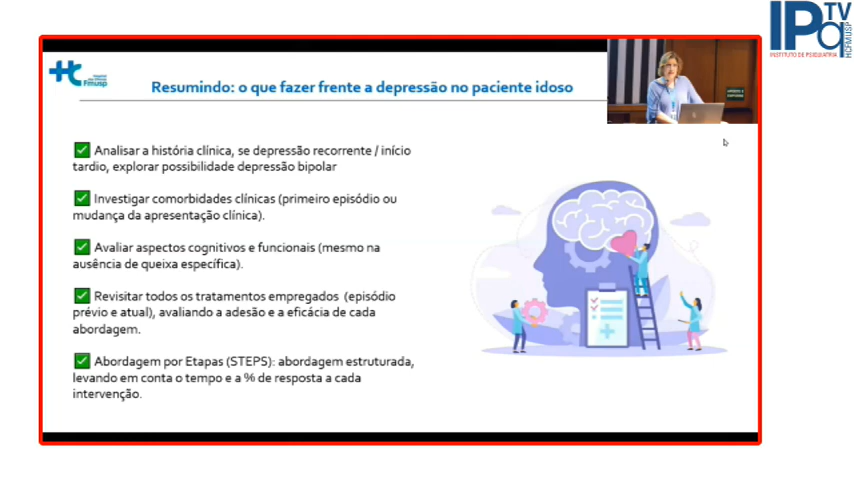 IPq
TV
HCFMUSP
INSTITUTO DE PSIQUIATRIA
Fmusp
Resumindo: o que fazer frente a depressão no paciente idoso
Analisar a história clínica, se depressão recorrente / início
tardio, explorar possibilidade depressão bipolar
Investigar comorbidades clínicas (primeiro episódio ou
mudança da apresentação clínica).
Avaliar aspectos cognitivos e funcionais (mesmo na
ausência de queixa específica).
Revisitar todos os tratamentos empregados (episódio
prévio e atual), avaliando a adesão e a eficácia de cada
abordagem.
Abordagem por Etapas (STEPS): abordagem estruturada,
levando em conta o tempo e a % de resposta a cada
intervenção.